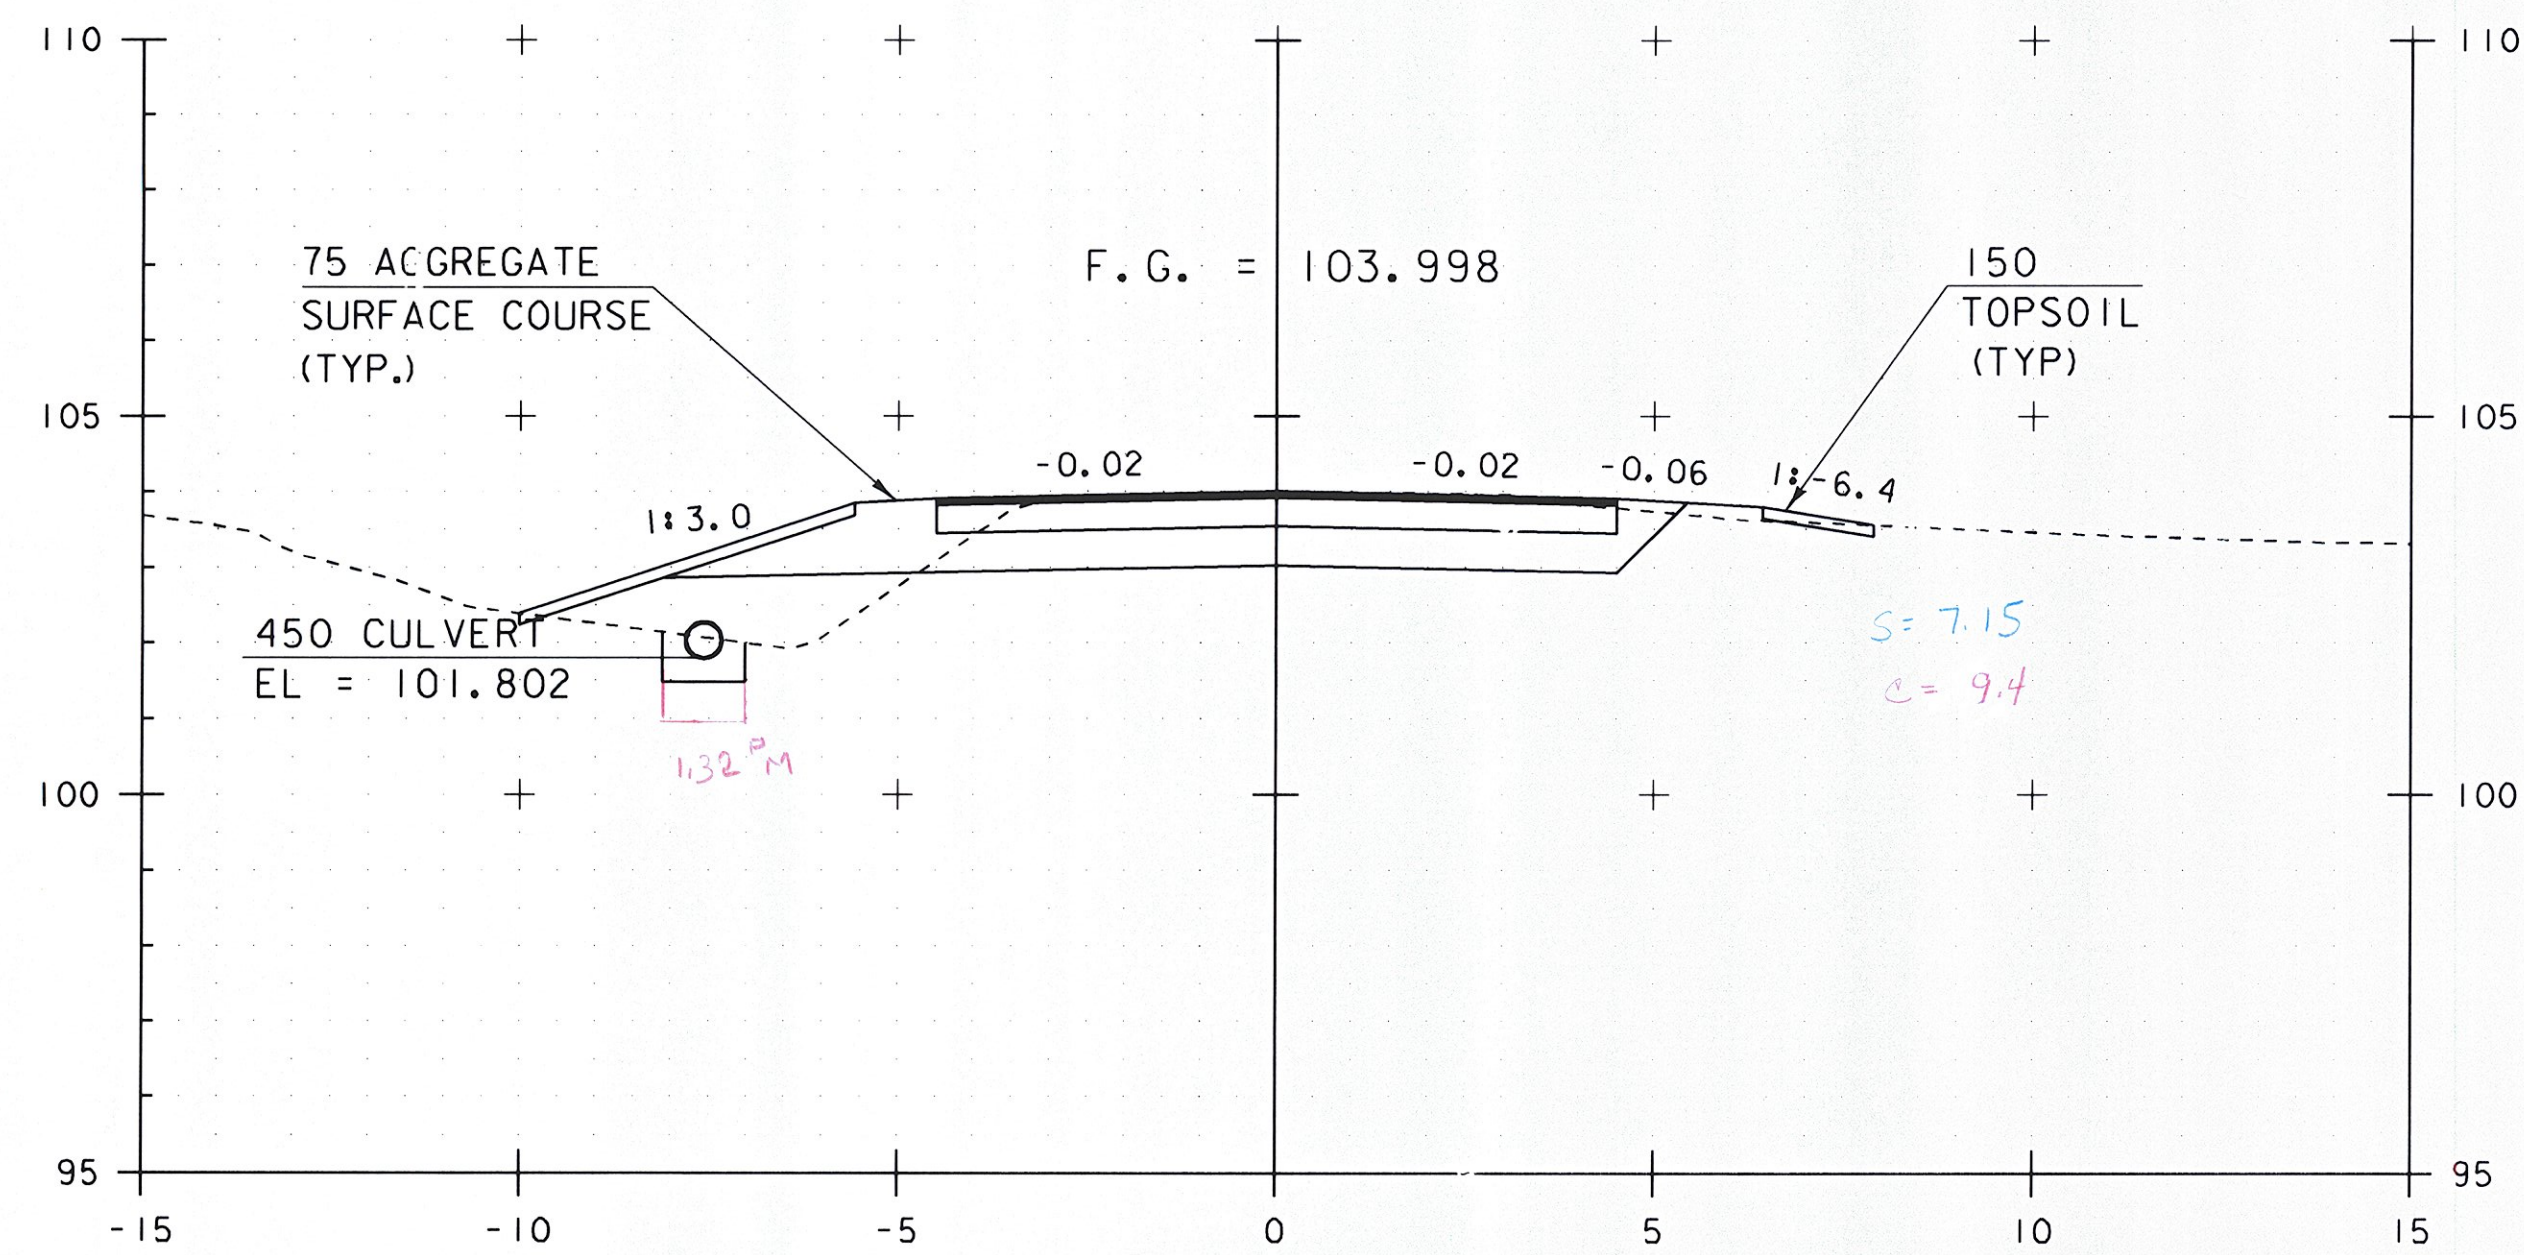 110
110
75 AGGREGATE
SURFACE COURSE
(TYP.)
F.G. = 103.998
150
TOPSOIL
(TYP)
105
105
-0.02
-0.02
-0.06
1:-6.4
1:3.0
450 CULVERT
EL = 101.802
S= 7.15
C= 9.4
1.32
100
100
95
95
-15
-10
-5
0
5
10
15